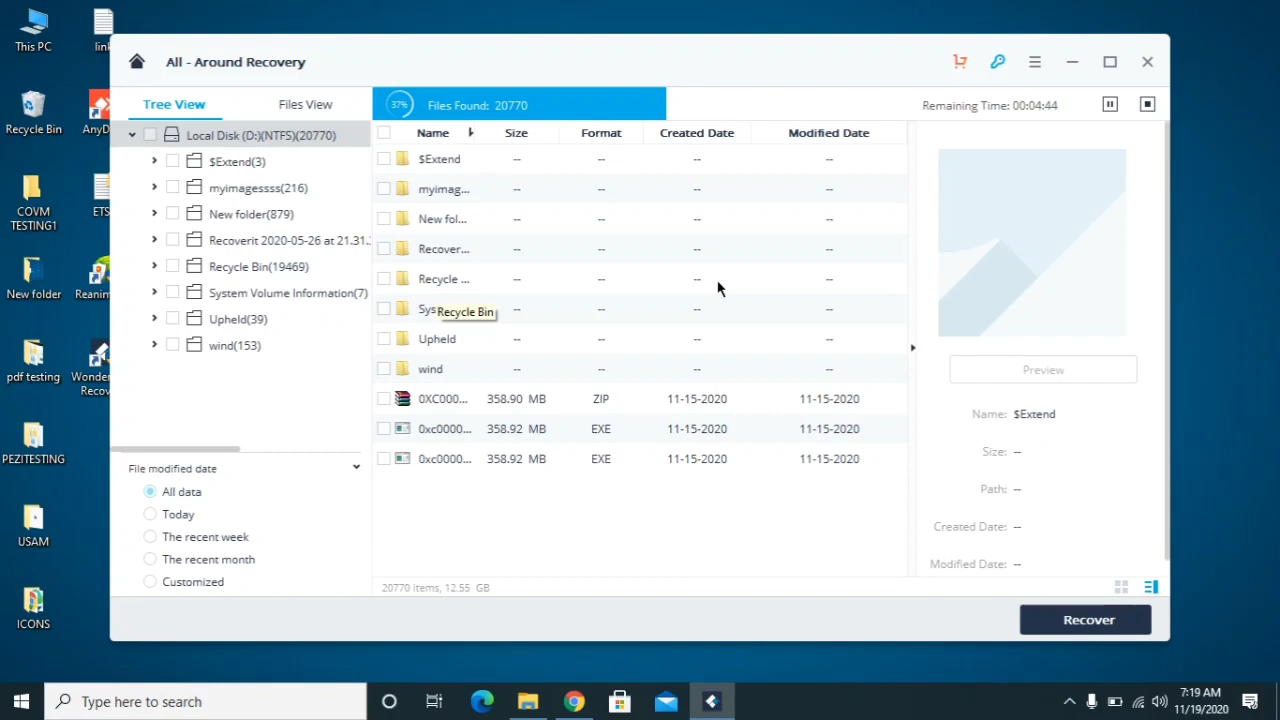 This PC
Recycle Bin
COVM
TESTING1
New folder
pdf testing
PEZITESTING
USAM
ICONS
link
AnyD
ETS
Reanim
Wonder
Recov
All - Around Recovery
Tree View
Files View
37%
Files Found: 20770
Remaining Time: 00:04:44
Local Disk (D:)(NTFS)(20770)
$Extend(3)
myimagessss(216)
New folder(879)
Recoverit 2020-05-26 at 21.31.
Recycle Bin(19469)
System Volume Information(7)
Upheld(39)
wind(153)
File modified date
All data
Today
The recent week
The recent month
Customized
Name Size Format Created Date Modified Date
$Extend -- -- -- --
myimag... -- -- -- --
New fol... -- -- -- --
Recover... -- -- -- --
Recycle ... -- -- -- --
Sys -- -- -- --
Recycle Bin
Upheld -- -- -- --
wind -- -- -- --
0XC000... 358.90 MB ZIP 11-15-2020 11-15-2020
0xc0000... 358.92 MB EXE 11-15-2020 11-15-2020
0xc0000... 358.92 MB EXE 11-15-2020 11-15-2020
20770 items, 12.55 GB
Preview
Name: $Extend
Size: --
Path: --
Created Date: --
Modified Date: --
Recover
Type here to search
7:19 AM
11/19/2020